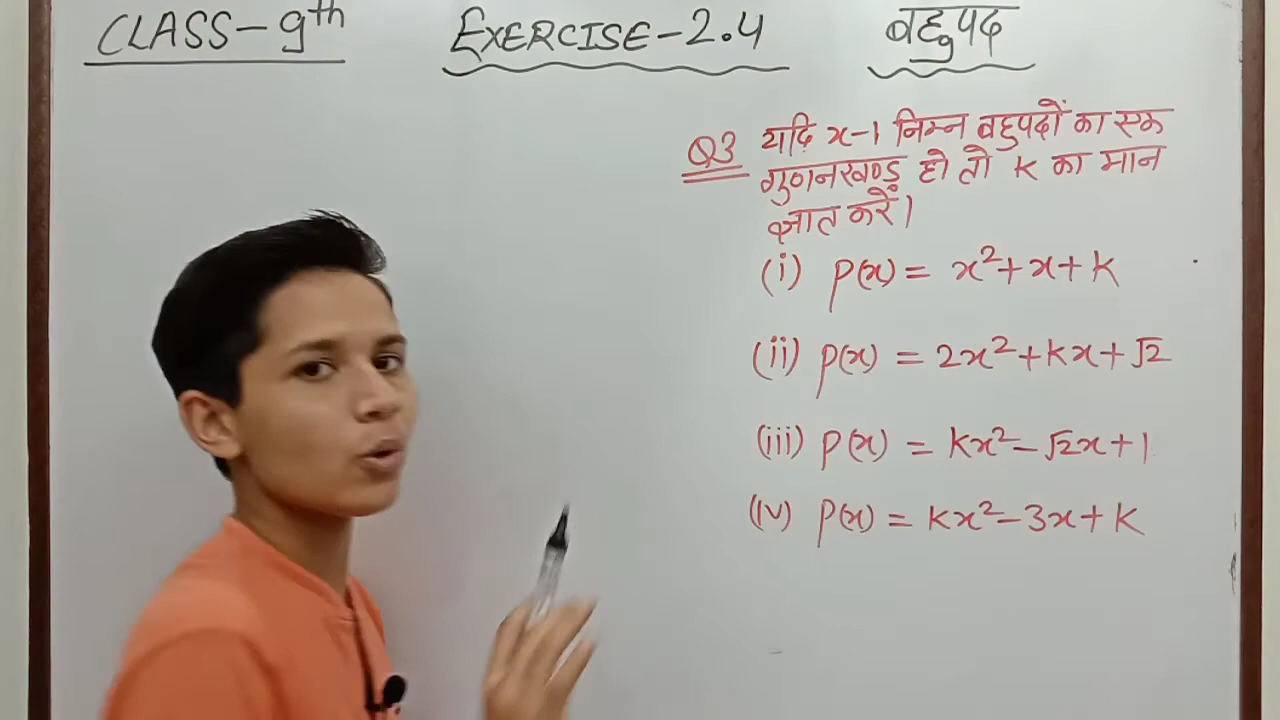 CLASS-9th EXERCISE-2.4 बहुपद
Q3 यदि x-1 निम्न बहुपदों का एक
गुणनखण्ड हो तो K का मान
ज्ञात करें।
(i) p(x) = x²+x+k
(ii) p(x) = 2x²+kx+√2
(iii) p(x) = kx²-√2x+1
(iv) p(x) = kx²-3x+k